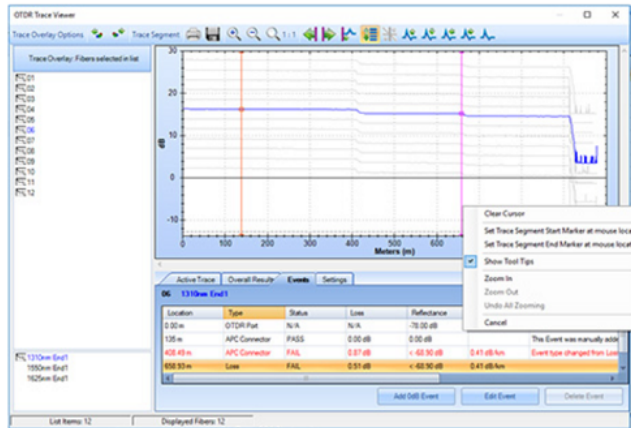 OTDR Trace Viewer
Trace Overlay Options Trace Segment 1:1
Trace Overlay: Fibers selected in list
01
02
03
04
05
06
07
08
09
10
11
12
1310nm End1
1550nm End1
1625nm End1
dB
30
20
10
0
-10
0 100 200 300 400 500 600
Meters (m)
Clear Cursor
Set Trace Segment Start Marker at mouse loca
Set Trace Segment End Marker at mouse locat
Show Tool Tips
Zoom In
Zoom Out
Undo All Zooming
Cancel
Active Trace Overall Results Events Settings
06 1310nm End1
Location Type Status Loss Reflectance
0.00 m OTDR Port N/A N/A -78.00 dB
135 m APC Connector PASS 0.00 dB 0.00 dB This Event was manually adde
408.49 m APC Connector FAIL 0.87 dB < -68.90 dB 0.41 dB/km Event type changed from Loss
658.93 m Loss FAIL 0.51 dB < -68.90 dB 0.41 dB/km
Add 0dB Event Edit Event Delete Event
List Items: 12 Displayed Fibers: 12